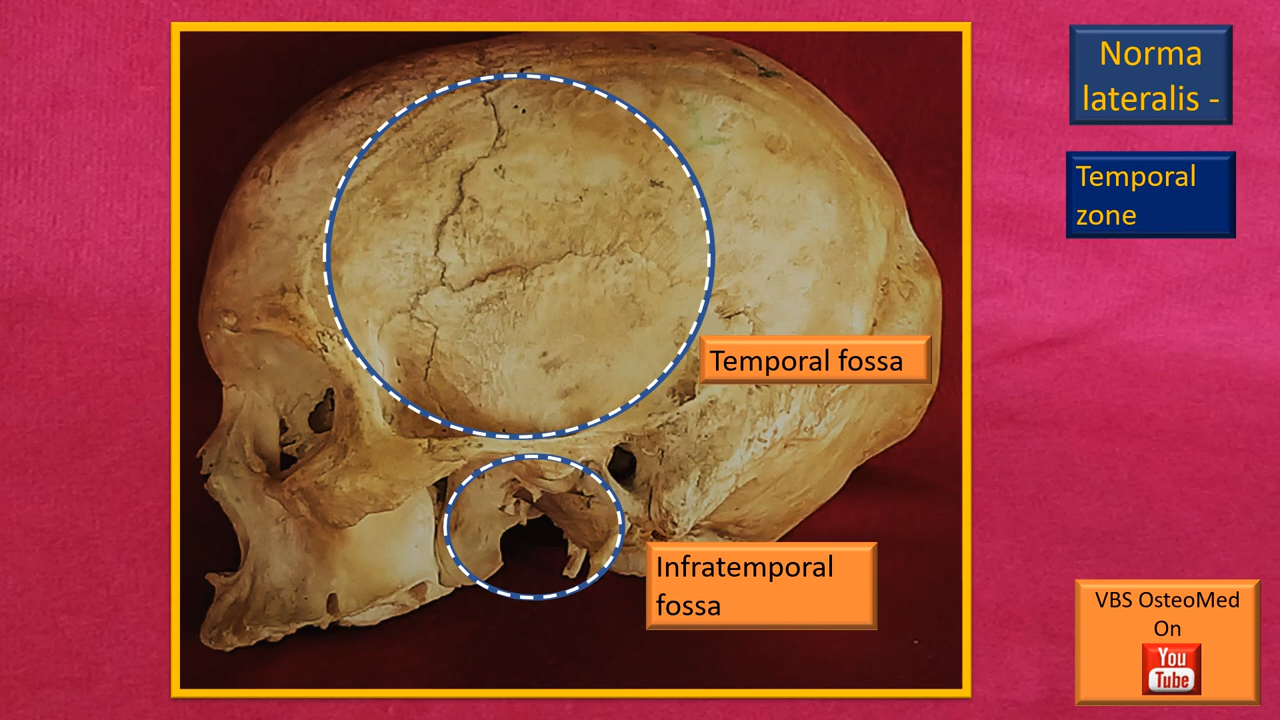 Norma
lateralis -
Temporal
zone
Temporal fossa
Infratemporal
fossa
VBS OsteoMed
On
You
Tube